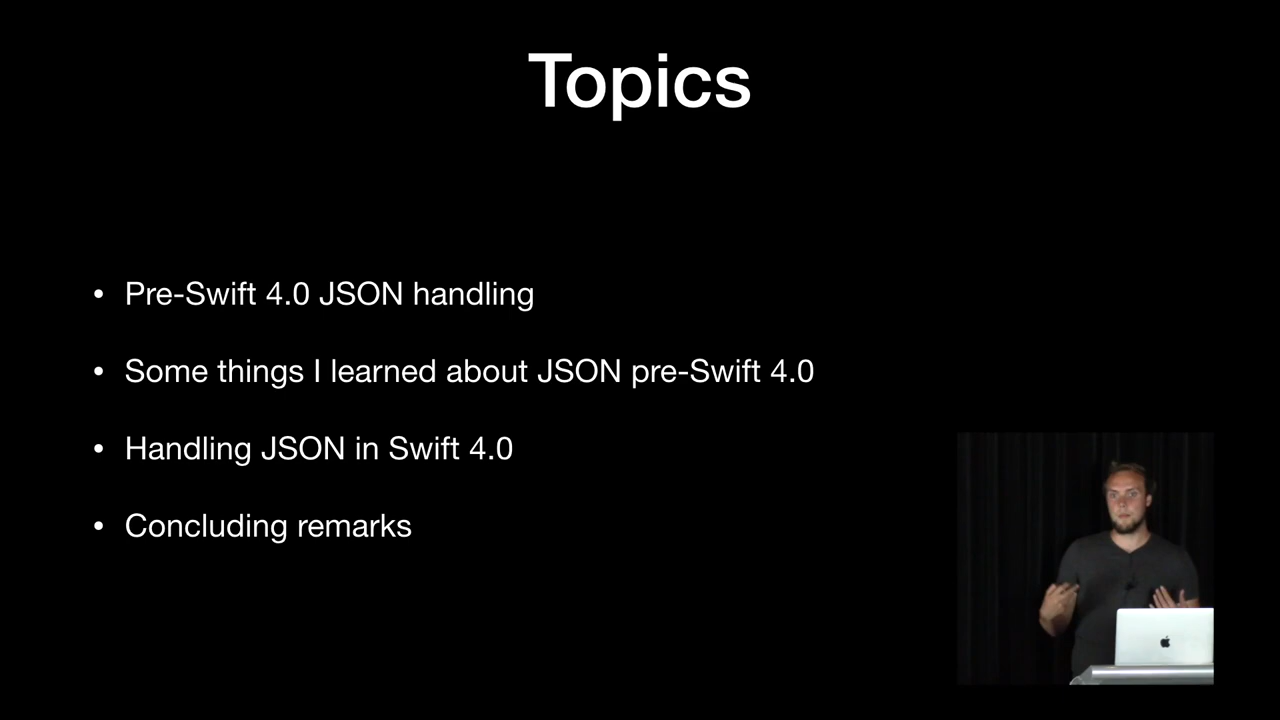 Topics
• Pre-Swift 4.0 JSON handling
• Some things I learned about JSON pre-Swift 4.0
• Handling JSON in Swift 4.0
• Concluding remarks